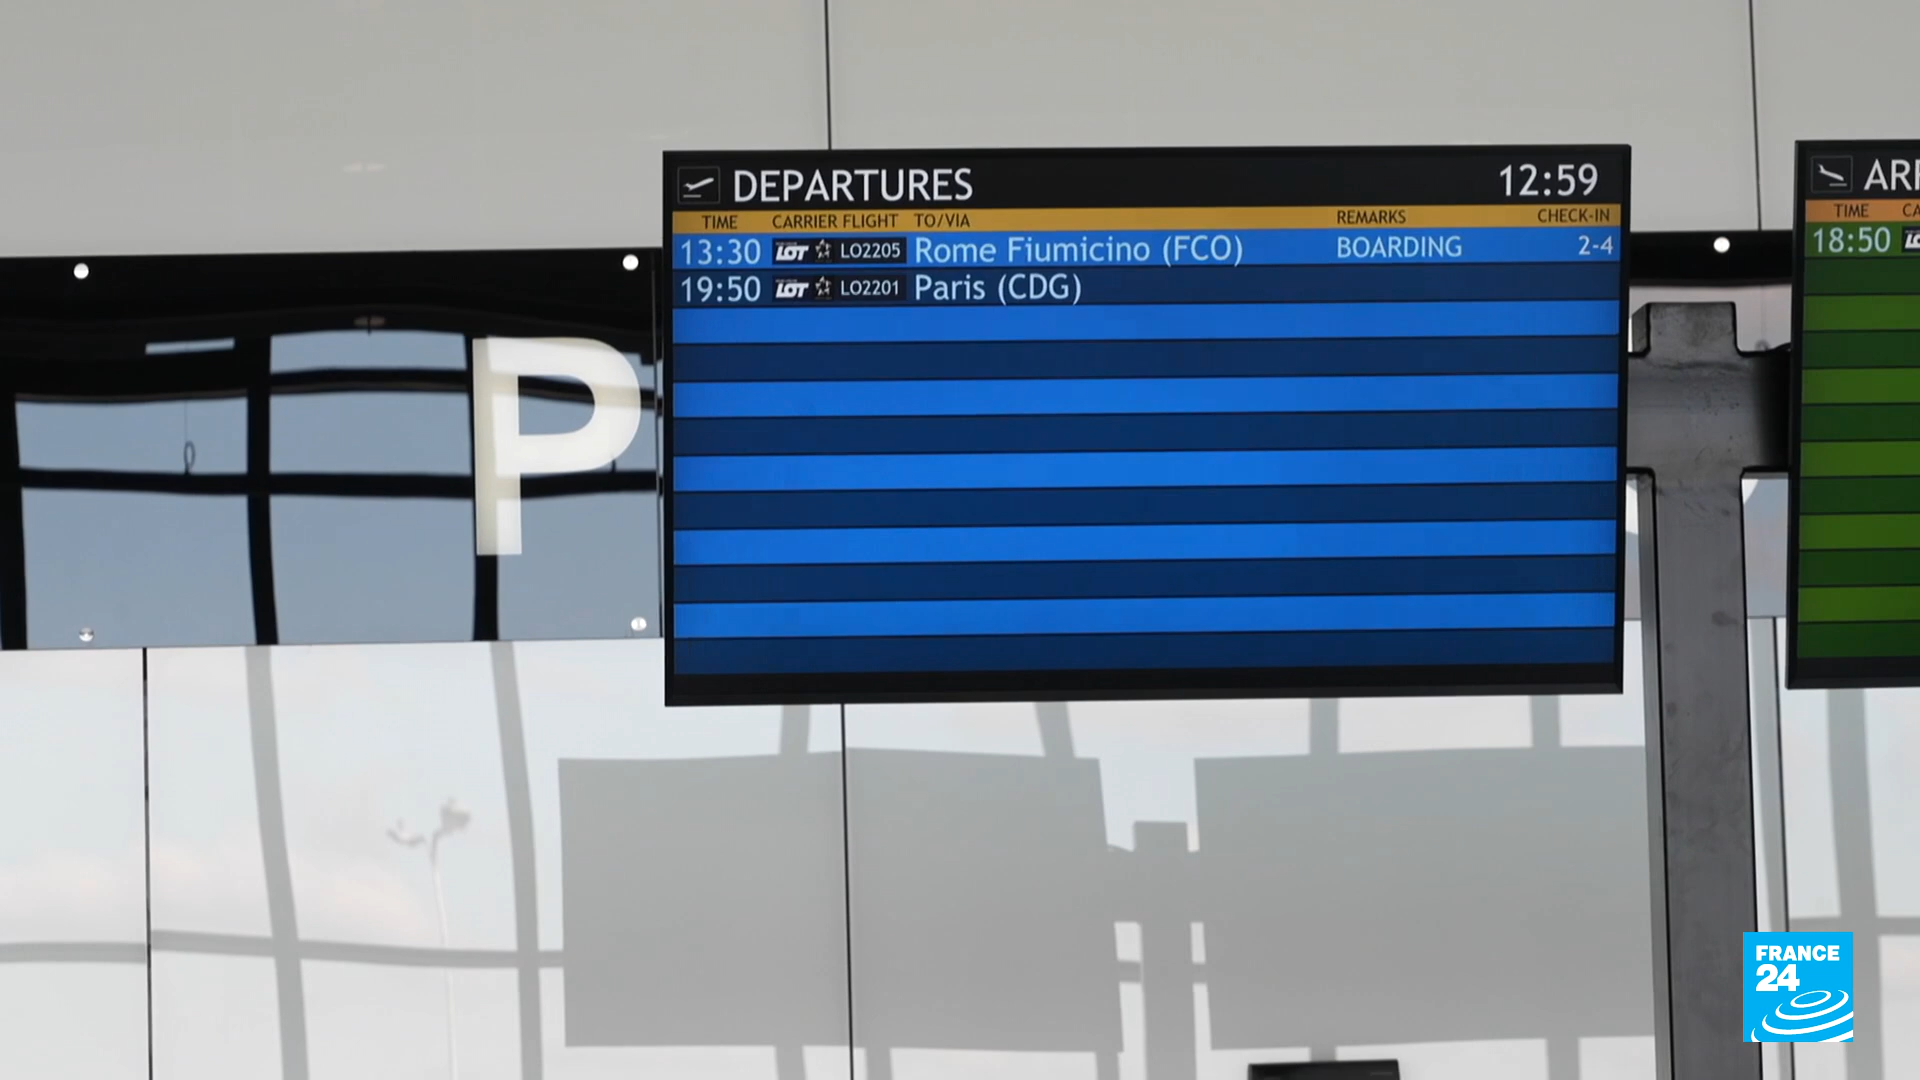 DEPARTURES 12:59
TIME CARRIER FLIGHT TO/VIA REMARKS CHECK-IN
13:30 LOT LO2205 Rome Fiumicino (FCO) BOARDING 2-4
19:50 LOT LO2201 Paris (CDG)
P
ARR
TIME CA
18:50
FRANCE
24